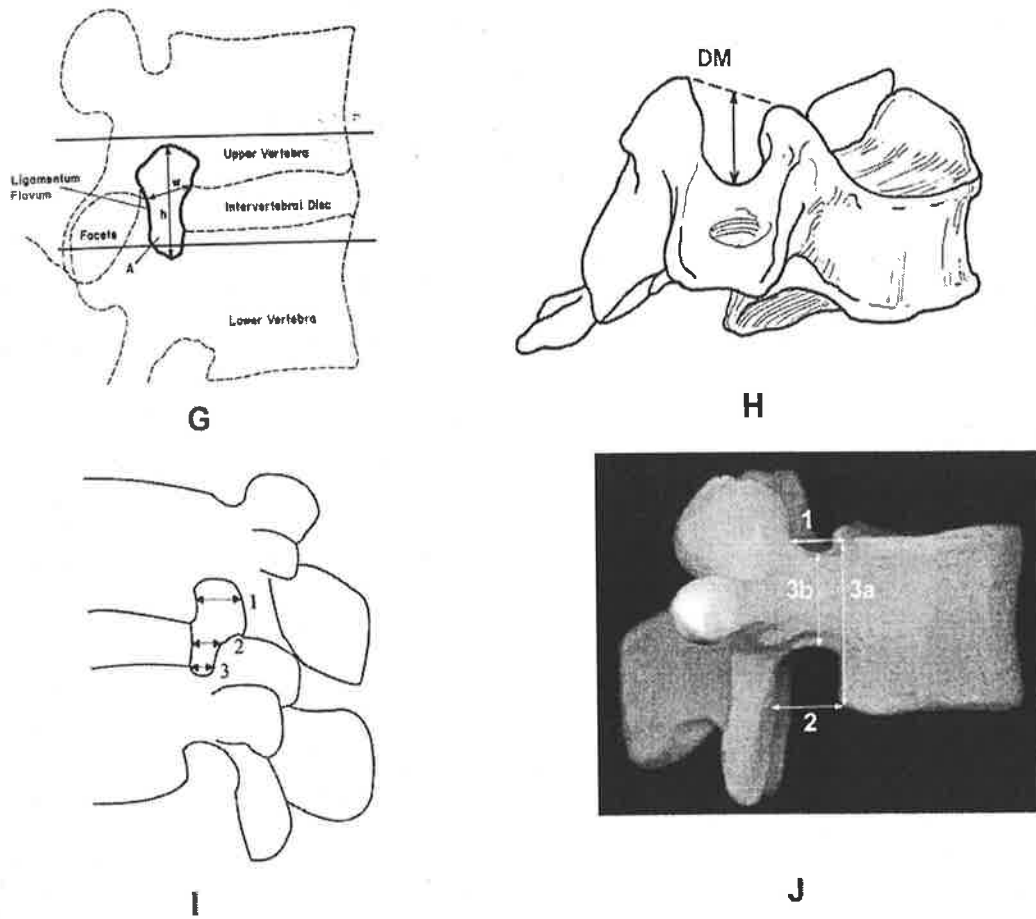 Upper Vertebra
Ligamentum
Flavum
w
Intervertebral Disc
h
Facets
A
Lower Vertebra
G
DM
H
1
2
3
I
1
3b
3a
2
J